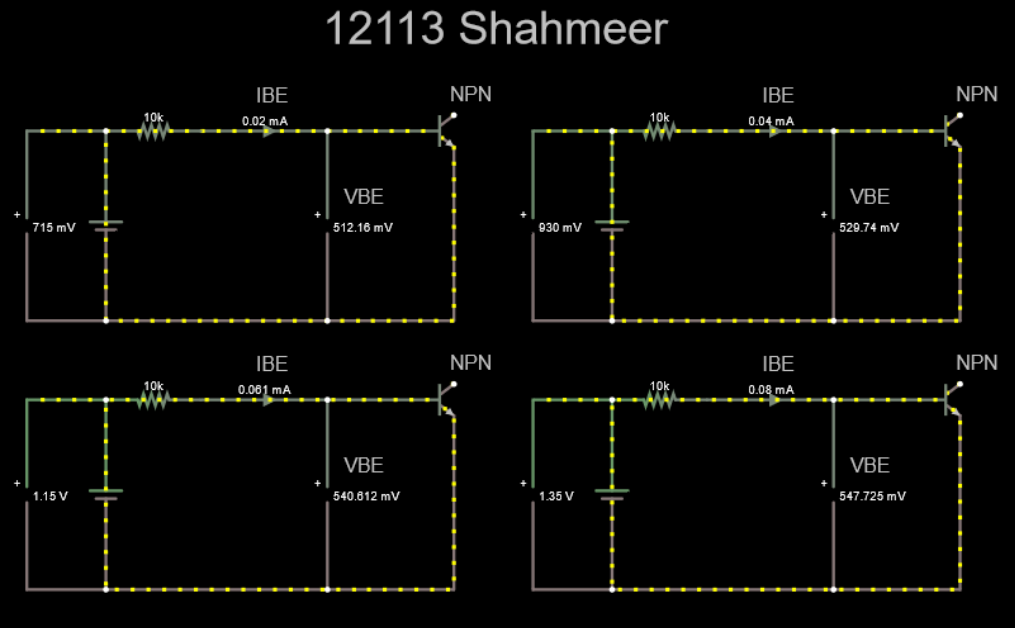 12113 Shahmeer
IBE
NPN
10k
0.02 mA
VBE
+
715 mV
+
512.16 mV
IBE
NPN
10k
0.04 mA
VBE
+
930 mV
+
529.74 mV
IBE
NPN
10k
0.061 mA
VBE
+
1.15 V
+
540.612 mV
IBE
NPN
10k
0.08 mA
VBE
+
1.35 V
+
547.725 mV